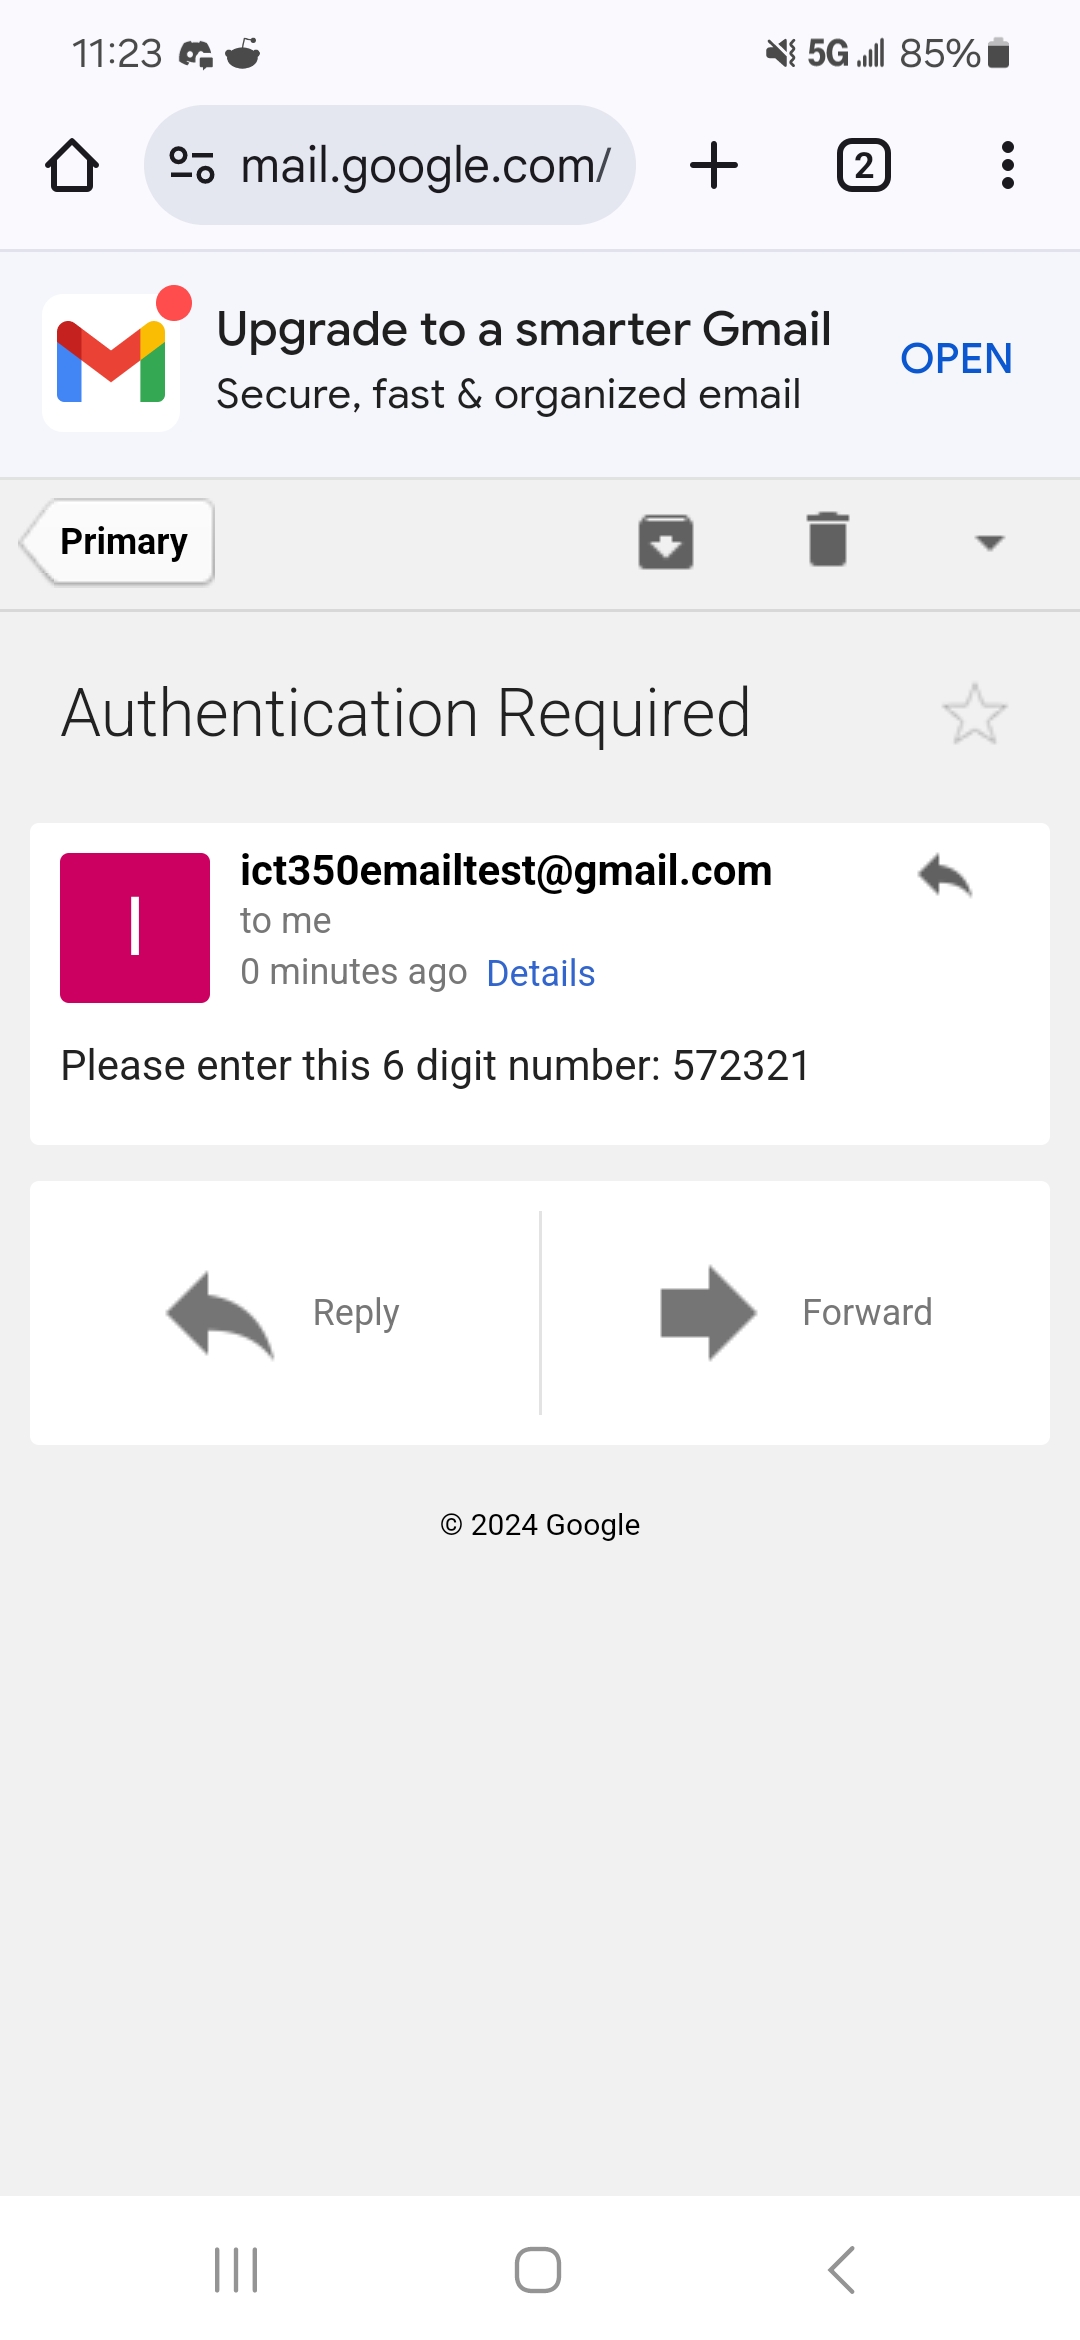 11:23 5G 85%
mail.google.com/ 2
Upgrade to a smarter Gmail
Secure, fast & organized email
OPEN
Primary
Authentication Required
I
ict350emailtest@gmail.com
to me
0 minutes ago Details
Please enter this 6 digit number: 572321
Reply Forward
© 2024 Google